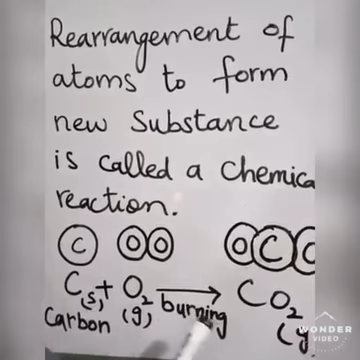 Rearrangement of
atoms to form
new Substance
is called a Chemica
reaction.
C OO OCO
C(s) + O2 → CO2
burning
Carbon (g) (g
WONDER
VIDEO